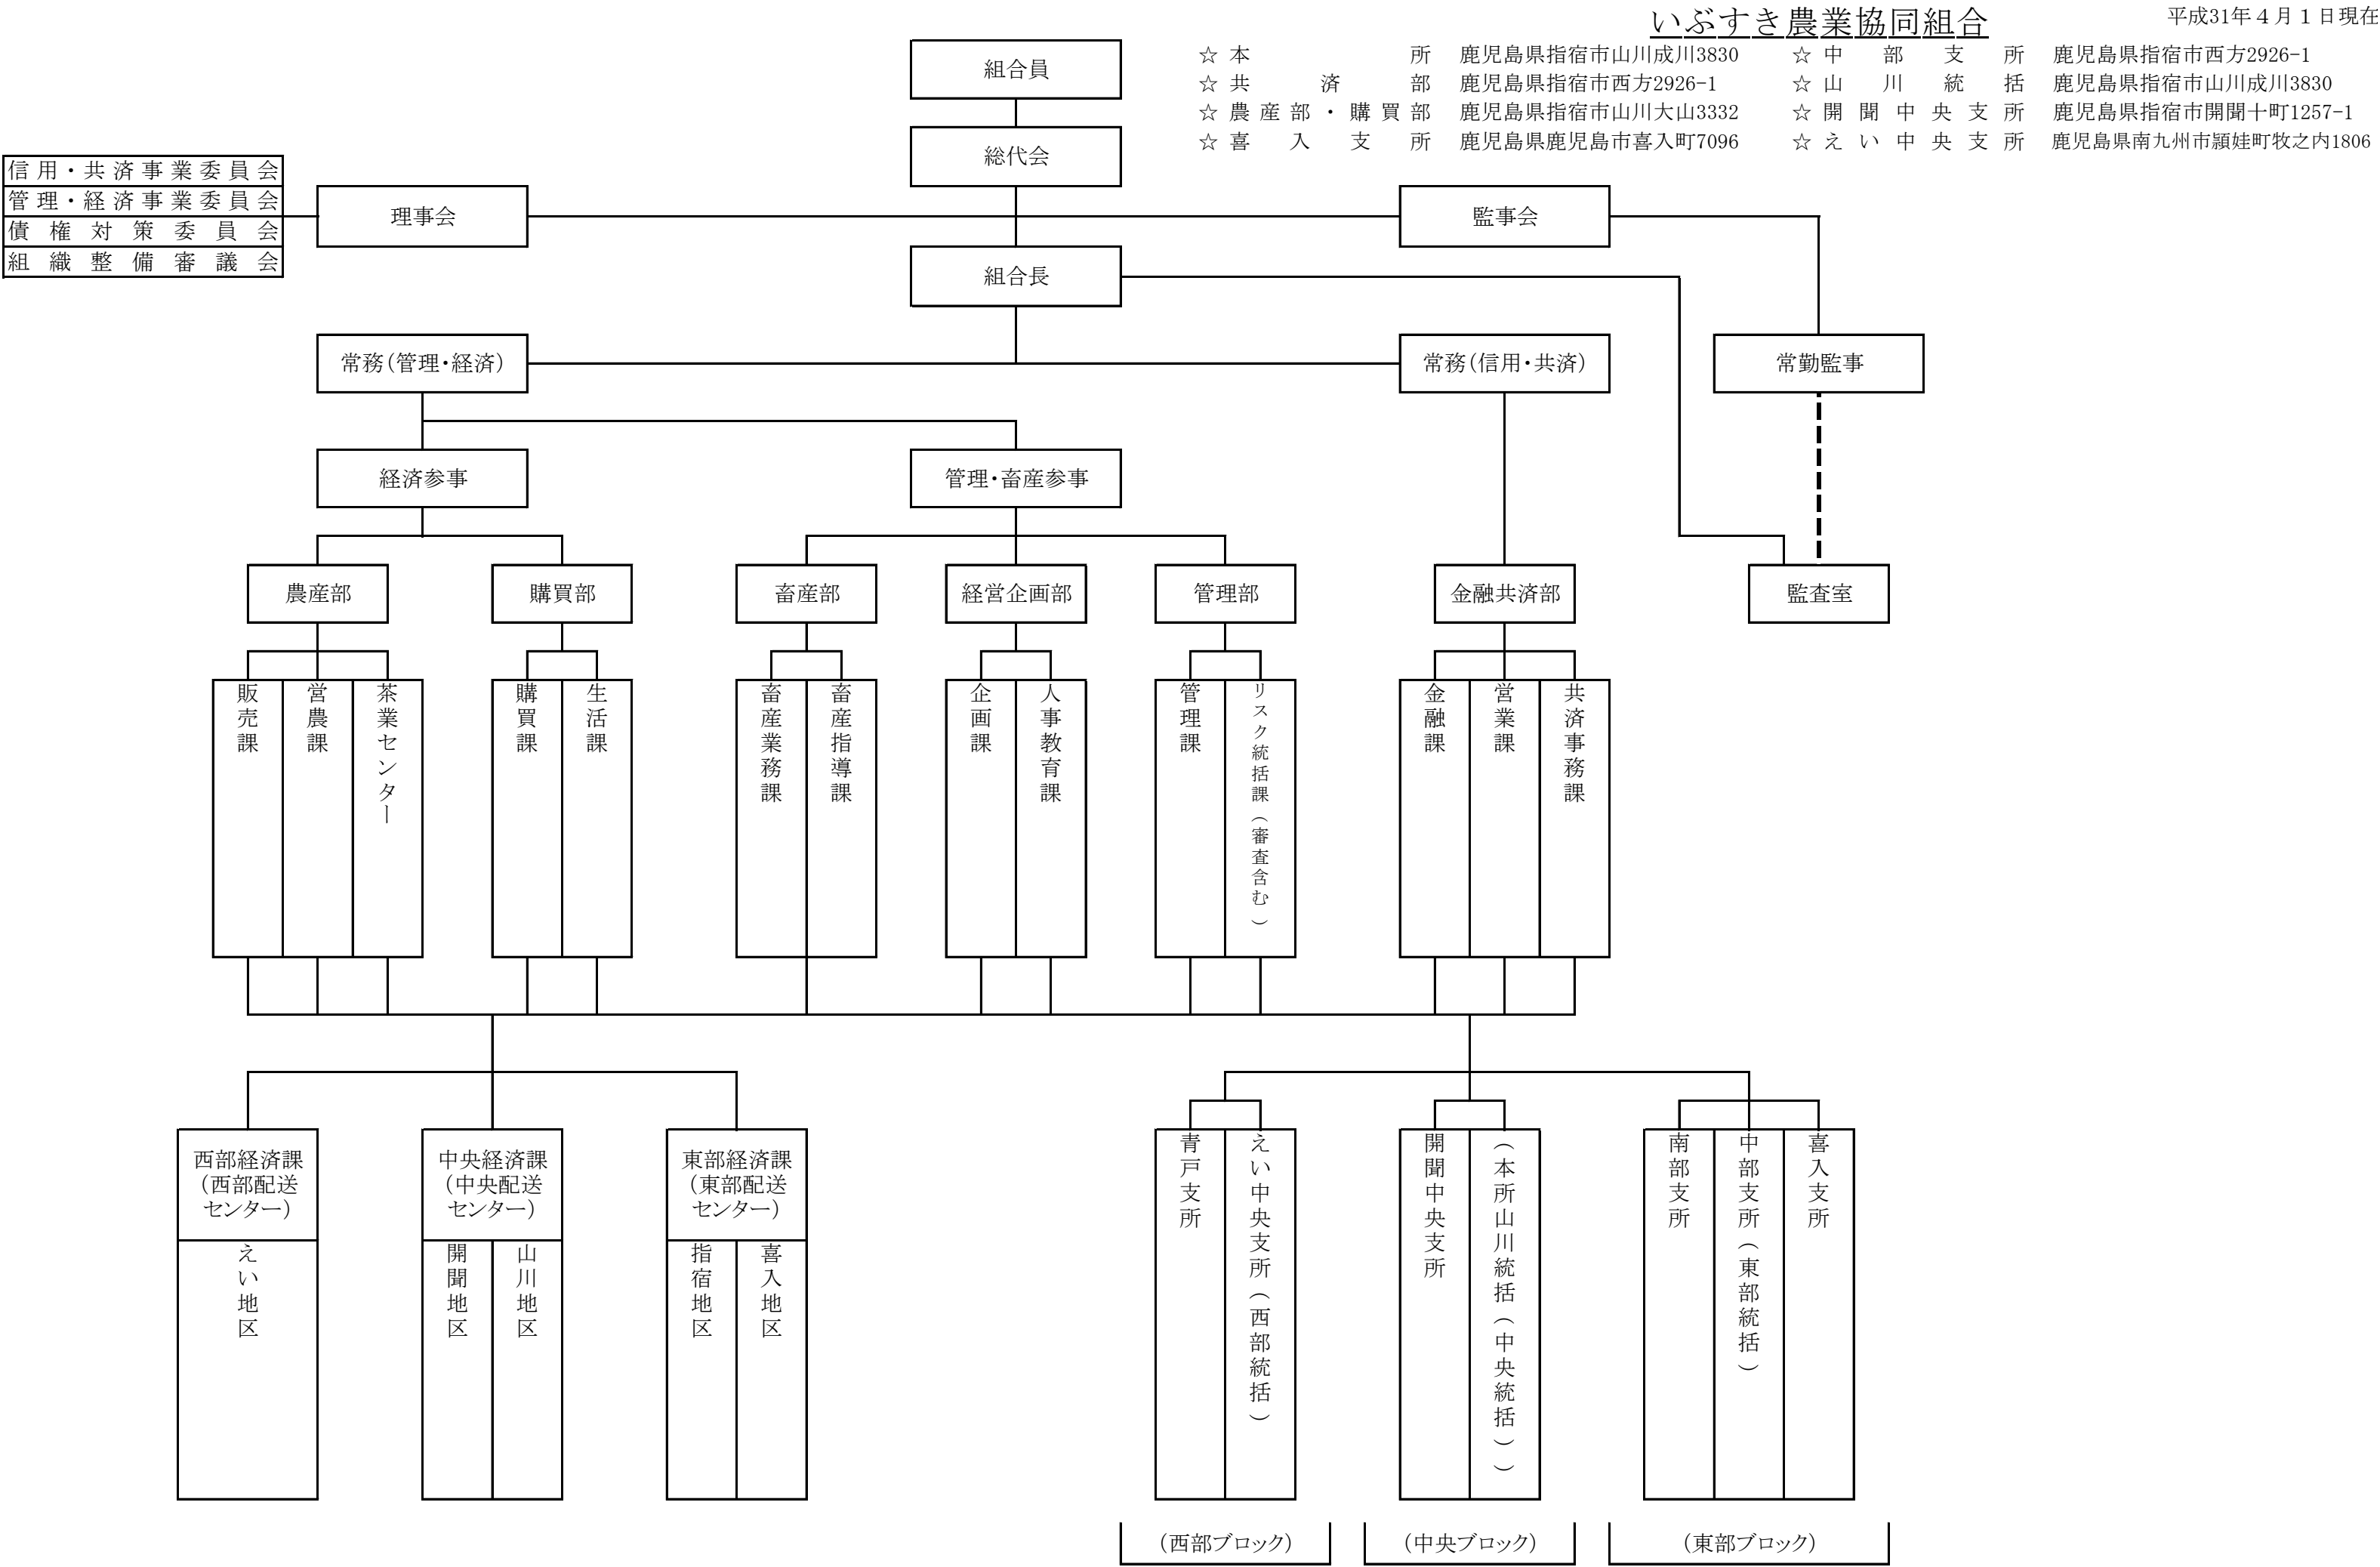 いぶすき農業協同組合
平成31年４月１日現在
☆本所 鹿児島県指宿市山川成川3830
☆中部支所 鹿児島県指宿市西方2926-1
☆共済部 鹿児島県指宿市西方2926-1
☆山川統括 鹿児島県指宿市山川成川3830
☆農産部・購買部 鹿児島県指宿市山川大山3332
☆開聞中央支所 鹿児島県指宿市開聞十町1257-1
☆喜入支所 鹿児島県鹿児島市喜入町7096
☆えい中央支所 鹿児島県南九州市頴娃町牧之内1806
組合員
総代会
信用・共済事業委員会
管理・経済事業委員会
債権対策委員会
組織整備審議会
理事会
監事会
組合長
常務(管理・経済)
常務(信用・共済)
常勤監事
経済参事
管理・畜産参事
農産部
購買部
畜産部
経営企画部
管理部
金融共済部
監査室
販売課
営農課
茶業センター
購買課
生活課
畜産業務課
畜産指導課
企画課
人事教育課
管理課
リスク統括課(審査含む)
金融課
営業課
共済事務課
西部経済課
(西部配送
センター)
中央経済課
(中央配送
センター)
東部経済課
(東部配送
センター)
えい地区
開聞地区
山川地区
指宿地区
喜入地区
青戸支所
えい中央支所(西部統括)
開聞中央支所
(本所山川統括(中央統括))
南部支所
中部支所(東部統括)
喜入支所
(西部ブロック)
(中央ブロック)
(東部ブロック)